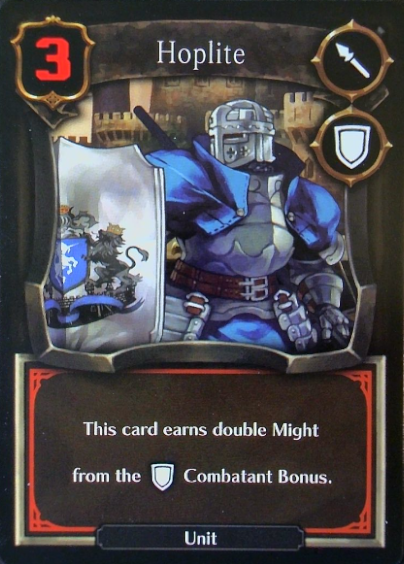 3
Hoplite
This card earns double Might
from the Combatant Bonus.
Unit